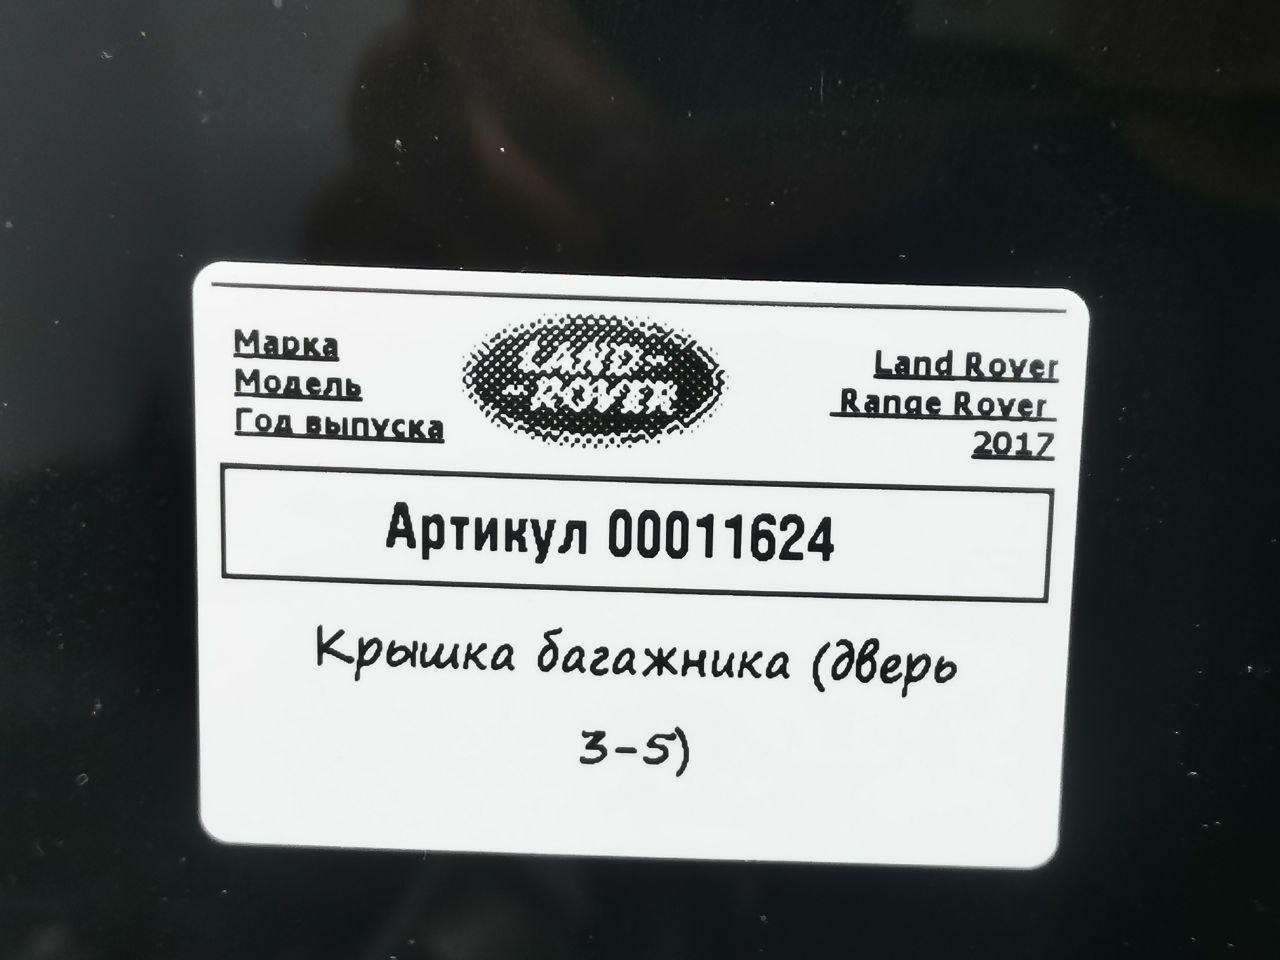 Марка
Модель
Год выпуска
LAND-
-ROVER
Land Rover
Range Rover
2017
Артикул 00011624
Крышка багажника (дверь
3-5)